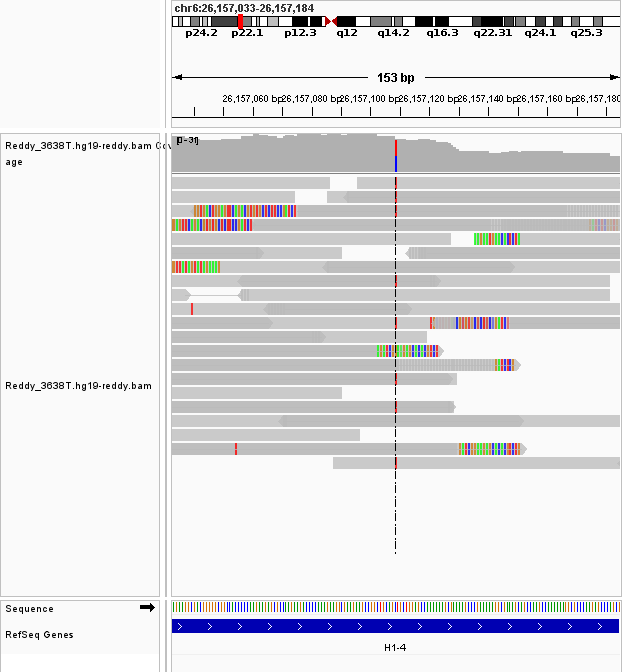 chr6:26,157,033-26,157,184
p24.2 p22.1 p12.3 q12 q14.2 q16.3 q22.31 q24.1 q25.3
153 bp
26,157,060 bp 26,157,080 bp 26,157,100 bp 26,157,120 bp 26,157,140 bp 26,157,160 bp 26,157,180
Reddy_3638T.hg19-reddy.bam Cov
age
[0 - 31]
Reddy_3638T.hg19-reddy.bam
Sequence
RefSeq Genes
H1-4